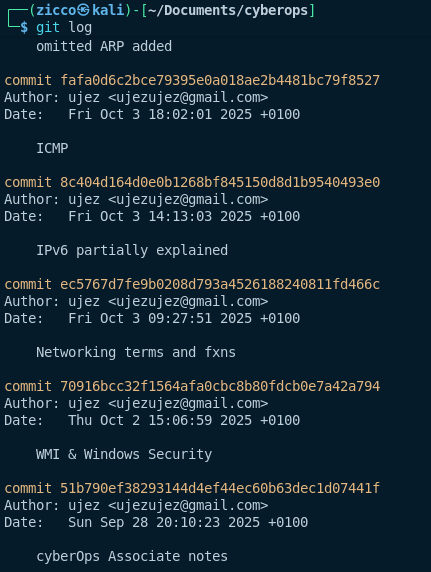 ┌──(zicco㉿kali)-[~/Documents/cyberops]
└─$ git log
omitted ARP added
commit fafa0d6c2bce79395e0a018ae2b4481bc79f8527
Author: ujez <ujezujez@gmail.com>
Date: Fri Oct 3 18:02:01 2025 +0100
ICMP
commit 8c404d164d0e0b1268bf845150d8d1b9540493e0
Author: ujez <ujezujez@gmail.com>
Date: Fri Oct 3 14:13:03 2025 +0100
IPv6 partially explained
commit ec5767d7fe9b0208d793a4526188240811fd466c
Author: ujez <ujezujez@gmail.com>
Date: Fri Oct 3 09:27:51 2025 +0100
Networking terms and fxns
commit 70916bcc32f1564afa0cbc8b80fdcb0e7a42a794
Author: ujez <ujezujez@gmail.com>
Date: Thu Oct 2 15:06:59 2025 +0100
WMI & Windows Security
commit 51b790ef38293144d4ef44ec60b63dec1d07441f
Author: ujez <ujezujez@gmail.com>
Date: Sun Sep 28 20:10:23 2025 +0100
cyberOps Associate notes